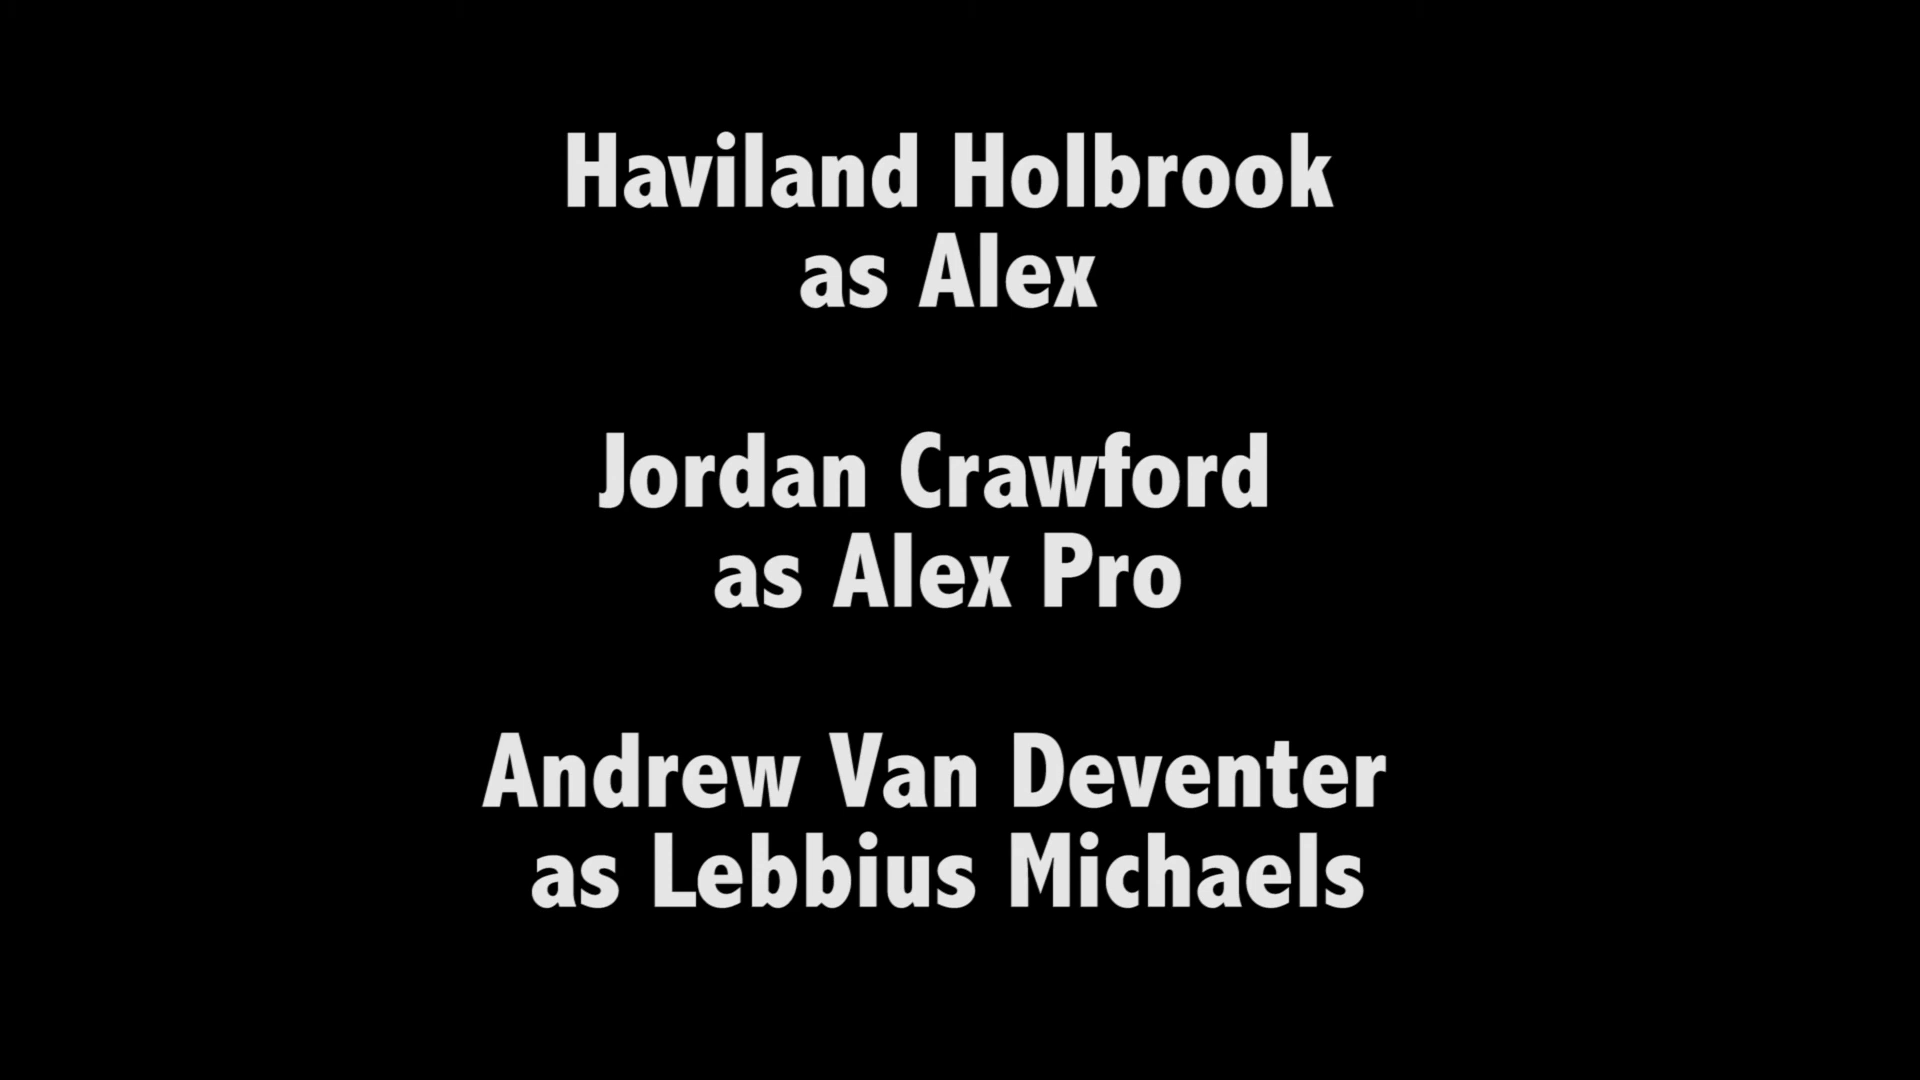 Haviland Holbrook
as Alex
Jordan Crawford
as Alex Pro
Andrew Van Deventer
as Lebbius Michaels